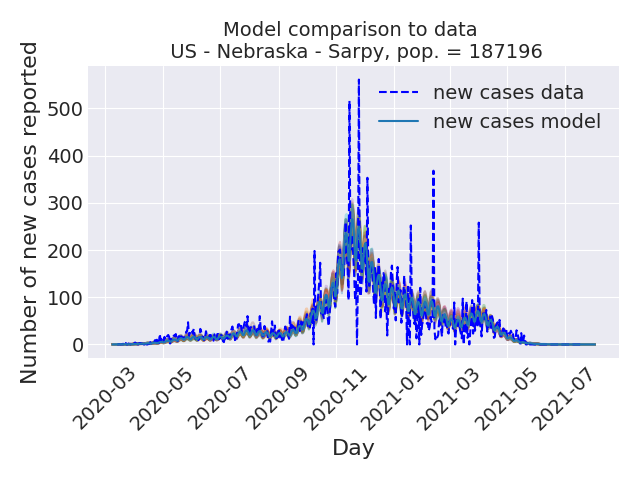 Model comparison to data
US - Nebraska - Sarpy, pop. = 187196
Number of new cases reported
500
400
300
200
100
0
new cases data
new cases model
2020-03
2020-05
2020-07
2020-09
2020-11
2021-01
2021-03
2021-05
2021-07
Day